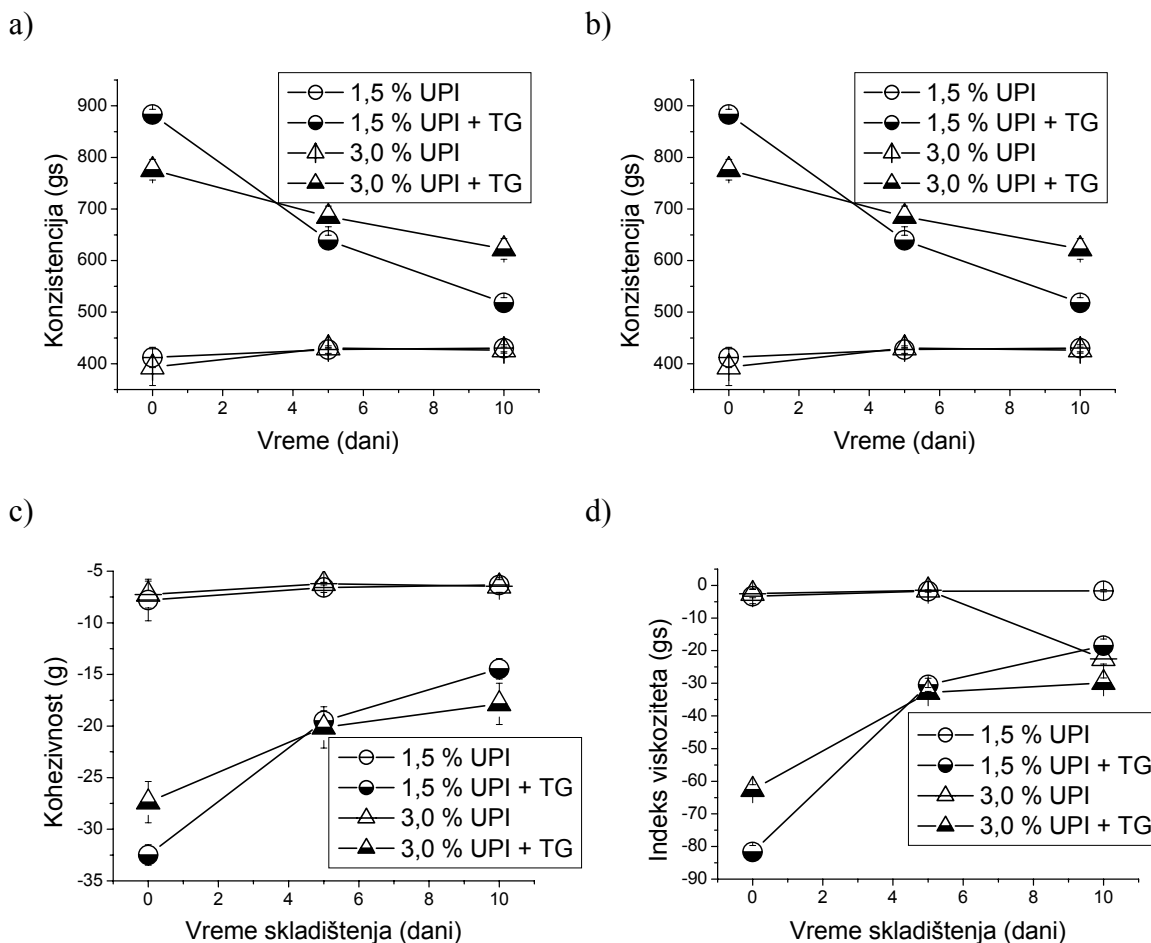 a)
1,5 % UPI
1,5 % UPI + TG
3,0 % UPI
3,0 % UPI + TG
Konzistencija (gs)
900
800
700
600
500
400
0 2 4 6 8 10
Vreme (dani)
b)
1,5 % UPI
1,5 % UPI + TG
3,0 % UPI
3,0 % UPI + TG
Konzistencija (gs)
900
800
700
600
500
400
0 2 4 6 8 10
Vreme (dani)
c)
Kohezivnost (g)
-5
-10
-15
-20
-25
-30
-35
1,5 % UPI
1,5 % UPI + TG
3,0 % UPI
3,0 % UPI + TG
0 2 4 6 8 10
Vreme skladištenja (dani)
d)
Indeks viskoziteta (gs)
0
-10
-20
-30
-40
-50
-60
-70
-80
-90
1,5 % UPI
1,5 % UPI + TG
3,0 % UPI
3,0 % UPI + TG
0 2 4 6 8 10
Vreme skladištenja (dani)